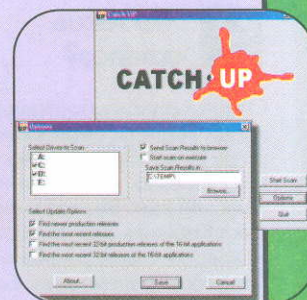 Catch UP
CATCH UP
Options
Select Drives to Scan
A:
C:
D:
E:
Send Scan Results to browser
Start scan on execute
Save Scan Results in
C:\TEMP\
Browse...
Start Scan
Options
Quit
Select Update Options
Find newer production releases
Find the most recent releases
Find the most recent 32-bit production releases of the 16-bit applications
Find the most recent 32-bit releases of the 16-bit applications
About...
Save
Cancel